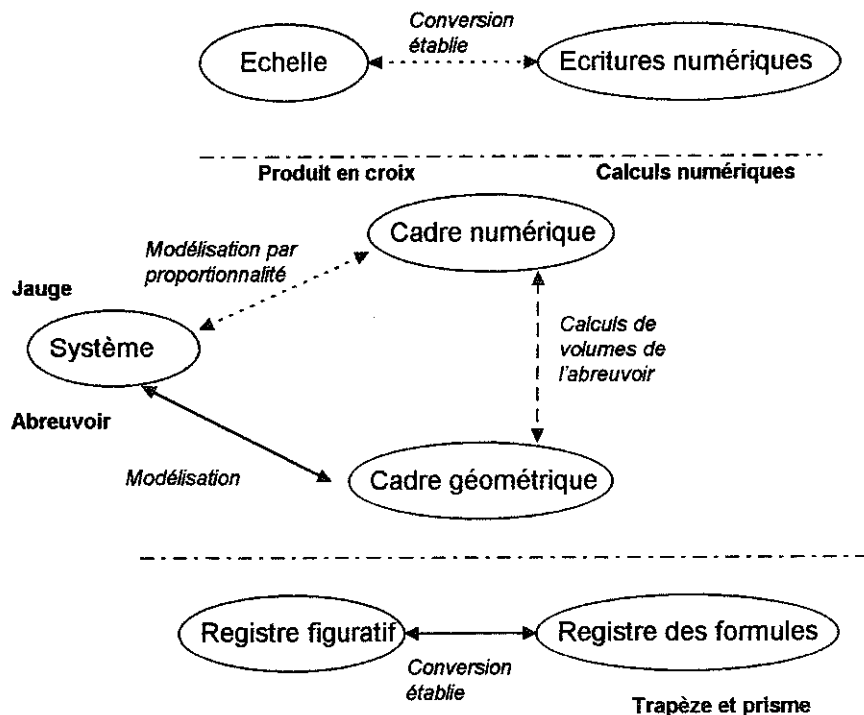 Conversion
établie
Echelle
Ecritures numériques
Produit en croix
Calculs numériques
Cadre numérique
Modélisation par
proportionnalité
Jauge
Système
Calculs de
volumes de
l'abreuvoir
Abreuvoir
Modélisation
Cadre géométrique
Registre figuratif
Registre des formules
Conversion
établie
Trapèze et prisme